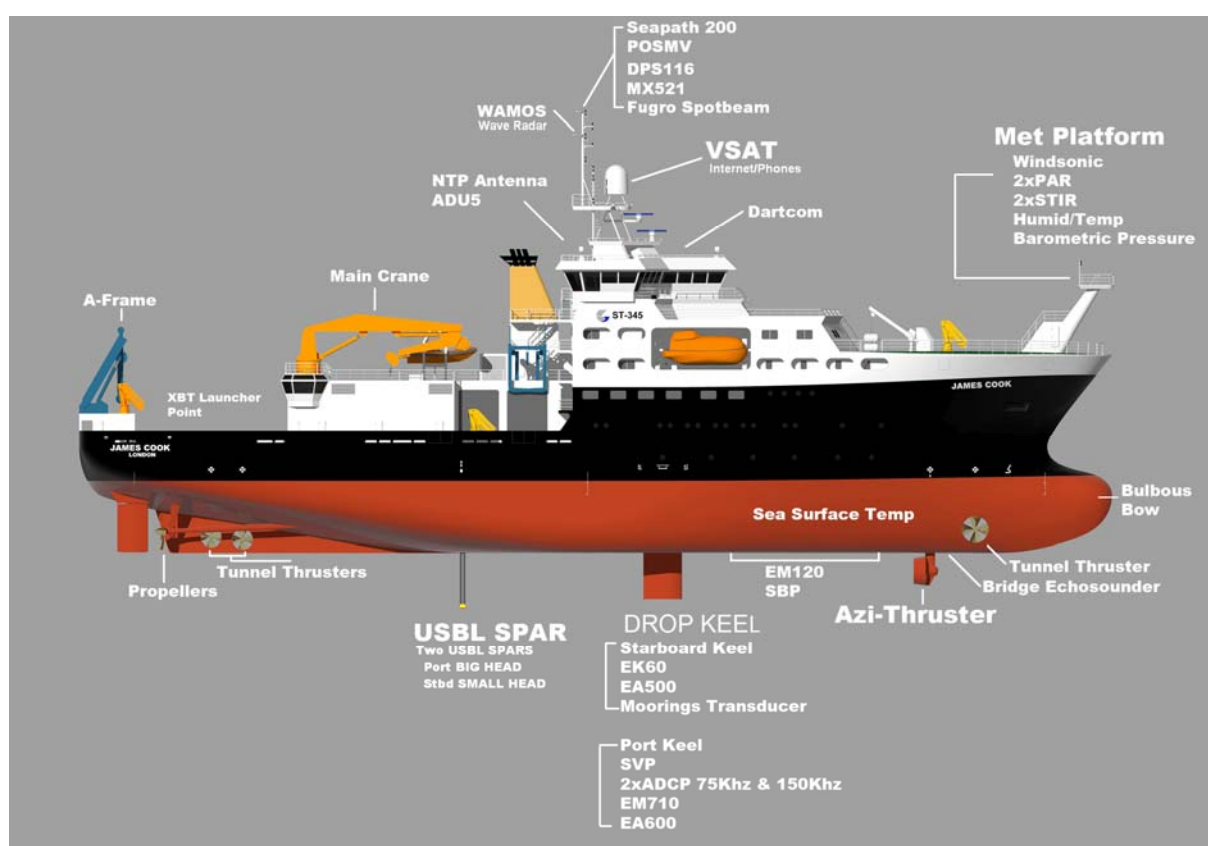 Seapath 200
POSMV
DPS116
MX521
Fugro Spotbeam
WAMOS
Wave Radar
VSAT
Internet/Phones
NTP Antenna
ADU5
Dartcom
Met Platform
Windsonic
2xPAR
2xSTIR
Humid/Temp
Barometric Pressure
Main Crane
A-Frame
ST-345
XBT Launcher
Point
JAMES COOK
JAMES COOK
LONDON
Sea Surface Temp
Bulbous
Bow
Tunnel Thrusters
Propellers
EM120
SBP
Tunnel Thruster
Bridge Echosounder
Azi-Thruster
USBL SPAR
Two USBL SPARS
Port BIG HEAD
Stbd SMALL HEAD
DROP KEEL
Starboard Keel
EK60
EA500
Moorings Transducer
Port Keel
SVP
2xADCP 75Khz & 150Khz
EM710
EA600